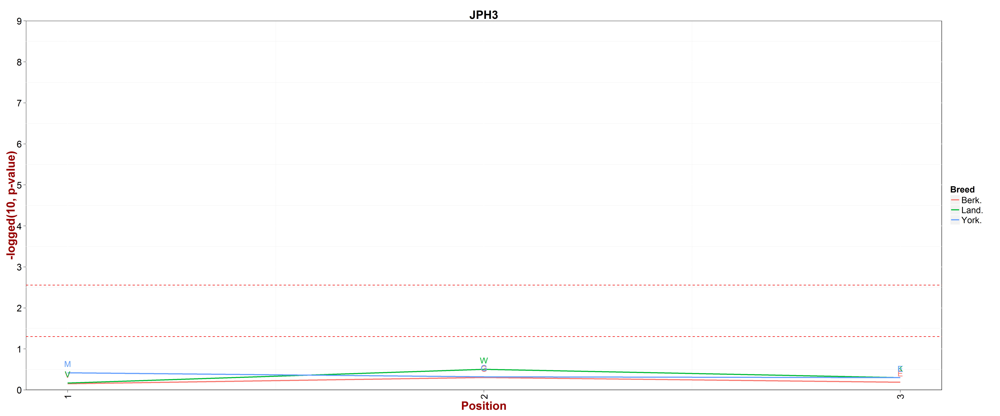 JPH3
9
8
7
6
5
4
3
2
1
0
-logged(10, p-value)
M
V
W
G
K
E
1
2
3
Position
Breed
Berk.
Land.
York.